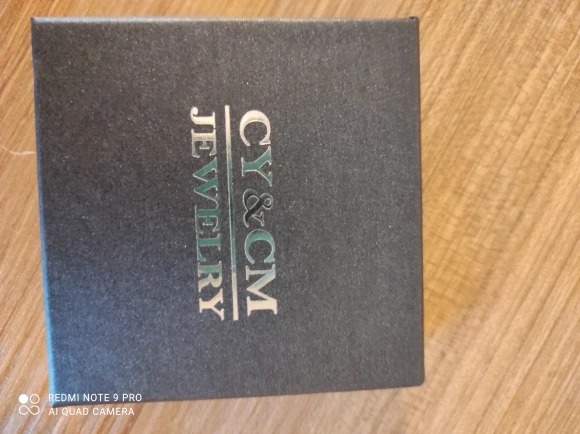 CY&CM
JEWELRY
REDMI NOTE 9 PRO
AI QUAD CAMERA